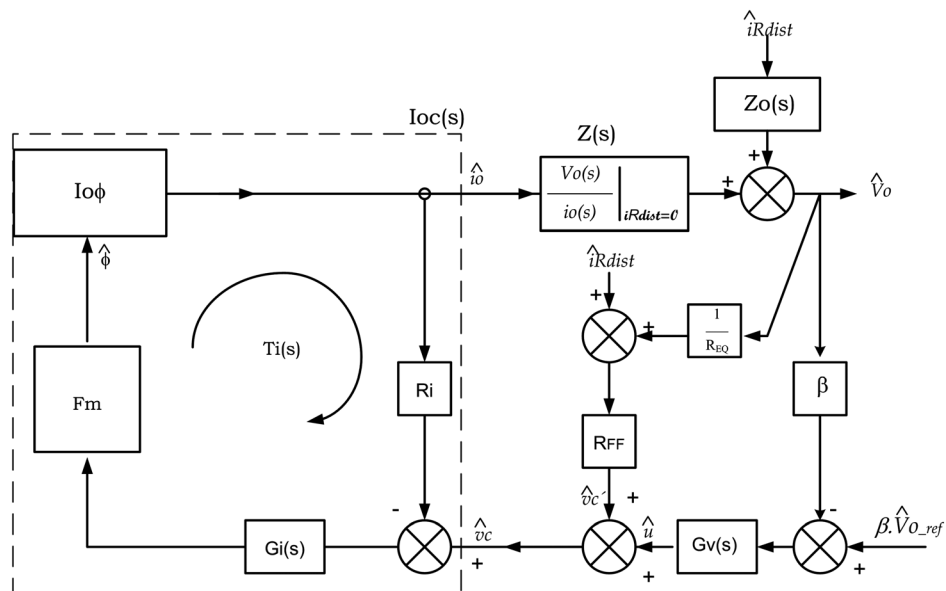 ^iRdist
Zo(s)
Ioc(s)
Z(s)
Ioϕ
^io
Vo(s)
io(s)
iRdist=0
+
+
^Vo
^ϕ
^iRdist
+
+
1
REQ
Ti(s)
Fm
Ri
β
RFF
-
^vc
+
^vc´
+
^u
+
-
+
β.^Vo_ref
Gi(s)
Gv(s)